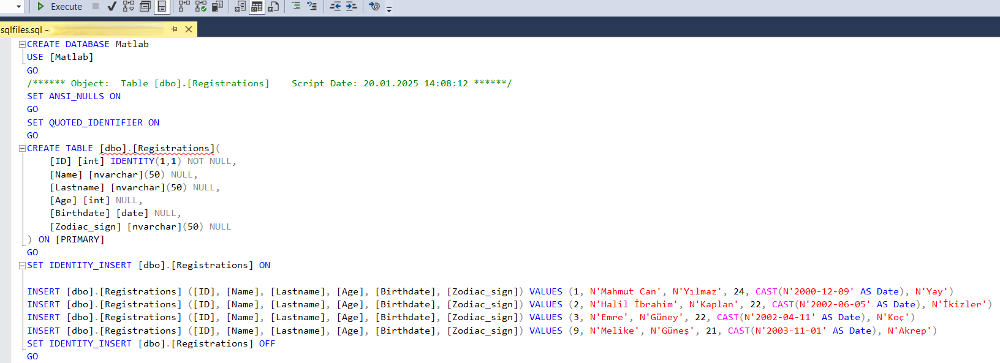 Execute
sqlfiles.sql -
CREATE DATABASE Matlab
USE [Matlab]
GO
/****** Object:  Table [dbo].[Registrations]    Script Date: 20.01.2025 14:08:12 ******/
SET ANSI_NULLS ON
GO
SET QUOTED_IDENTIFIER ON
GO
CREATE TABLE [dbo].[Registrations](
    [ID] [int] IDENTITY(1,1) NOT NULL,
    [Name] [nvarchar](50) NULL,
    [Lastname] [nvarchar](50) NULL,
    [Age] [int] NULL,
    [Birthdate] [date] NULL,
    [Zodiac_sign] [nvarchar](50) NULL
) ON [PRIMARY]
GO
SET IDENTITY_INSERT [dbo].[Registrations] ON
INSERT [dbo].[Registrations] ([ID], [Name], [Lastname], [Age], [Birthdate], [Zodiac_sign]) VALUES (1, N'Mahmut Can', N'Yılmaz', 24, CAST(N'2000-12-09' AS Date), N'Yay')
INSERT [dbo].[Registrations] ([ID], [Name], [Lastname], [Age], [Birthdate], [Zodiac_sign]) VALUES (2, N'Halil İbrahim', N'Kaplan', 22, CAST(N'2002-06-05' AS Date), N'İkizler')
INSERT [dbo].[Registrations] ([ID], [Name], [Lastname], [Age], [Birthdate], [Zodiac_sign]) VALUES (3, N'Emre', N'Güney', 22, CAST(N'2002-04-11' AS Date), N'Koç')
INSERT [dbo].[Registrations] ([ID], [Name], [Lastname], [Age], [Birthdate], [Zodiac_sign]) VALUES (9, N'Melike', N'Güneş', 21, CAST(N'2003-11-01' AS Date), N'Akrep')
SET IDENTITY_INSERT [dbo].[Registrations] OFF
GO